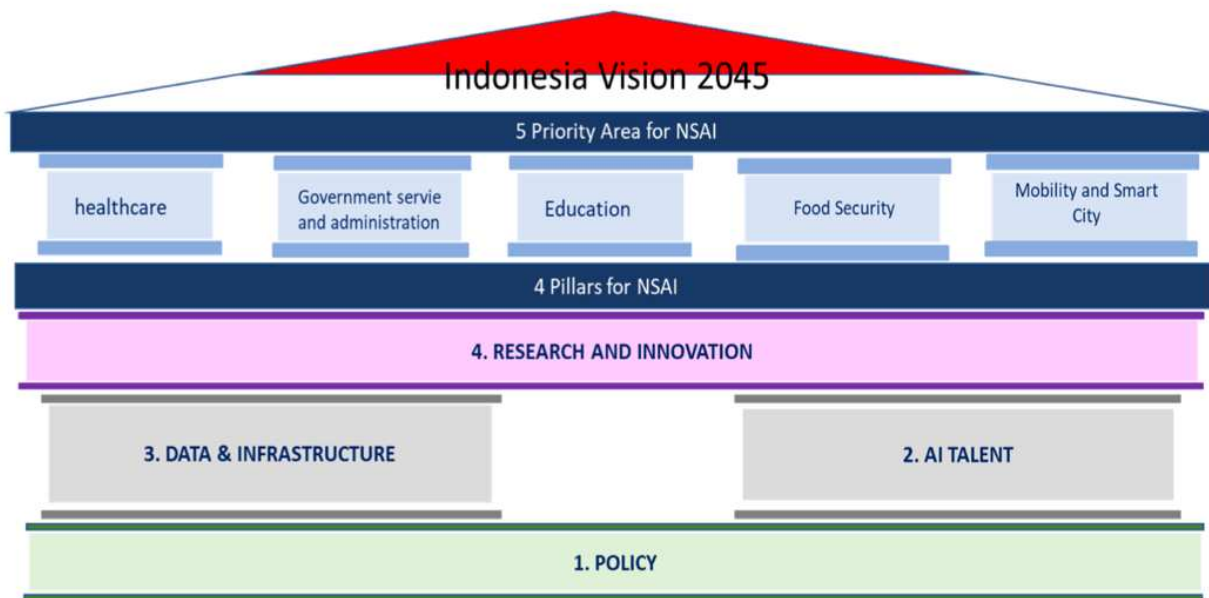 Indonesia Vision 2045
5 Priority Area for NSAI
healthcare
Government servie
and administration
Education
Food Security
Mobility and Smart
City
4 Pillars for NSAI
4. RESEARCH AND INNOVATION
3. DATA & INFRASTRUCTURE
2. AI TALENT
1. POLICY